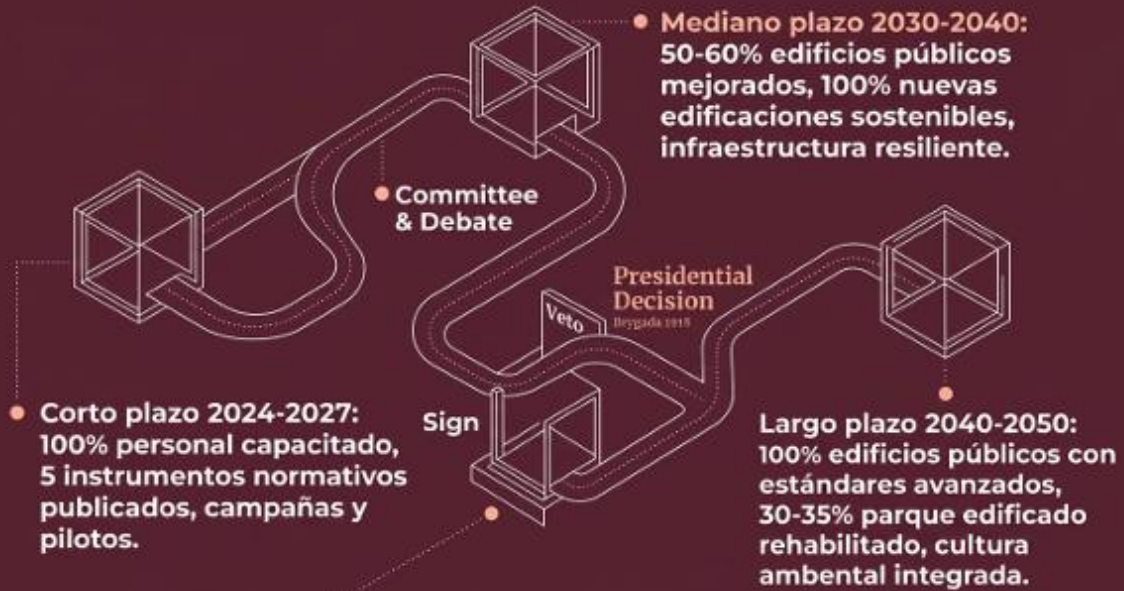 Mediano plazo 2030-2040:
50-60% edificios públicos
mejorados, 100% nuevas
edificaciones sostenibles,
infraestructura resiliente.
Committee
& Debate
Presidential
Decision
Brygada 1918
Veto
Sign
Corto plazo 2024-2027:
100% personal capacitado,
5 instrumentos normativos
publicados, campañas y
pilotos.
Largo plazo 2040-2050:
100% edificios públicos con
estándares avanzados,
30-35% parque edificado
rehabilitado, cultura
ambental integrada.